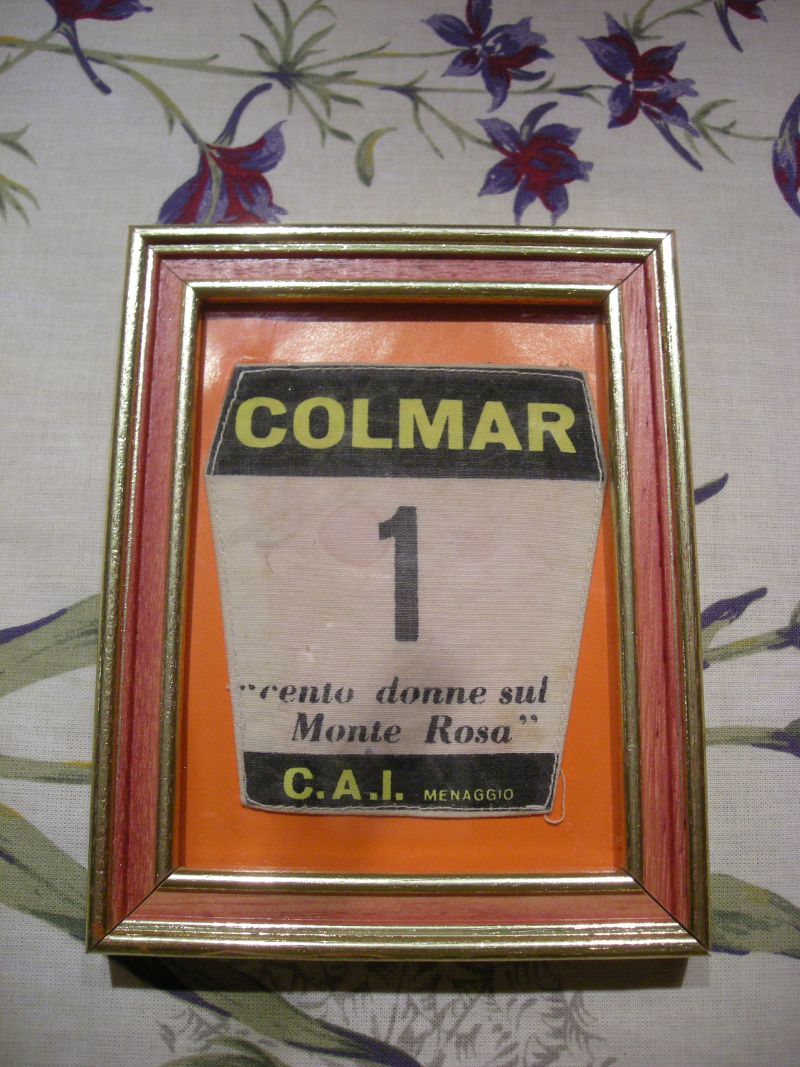 COLMAR
1
"cento donne sul
Monte Rosa"
C.A.I. MENAGGIO